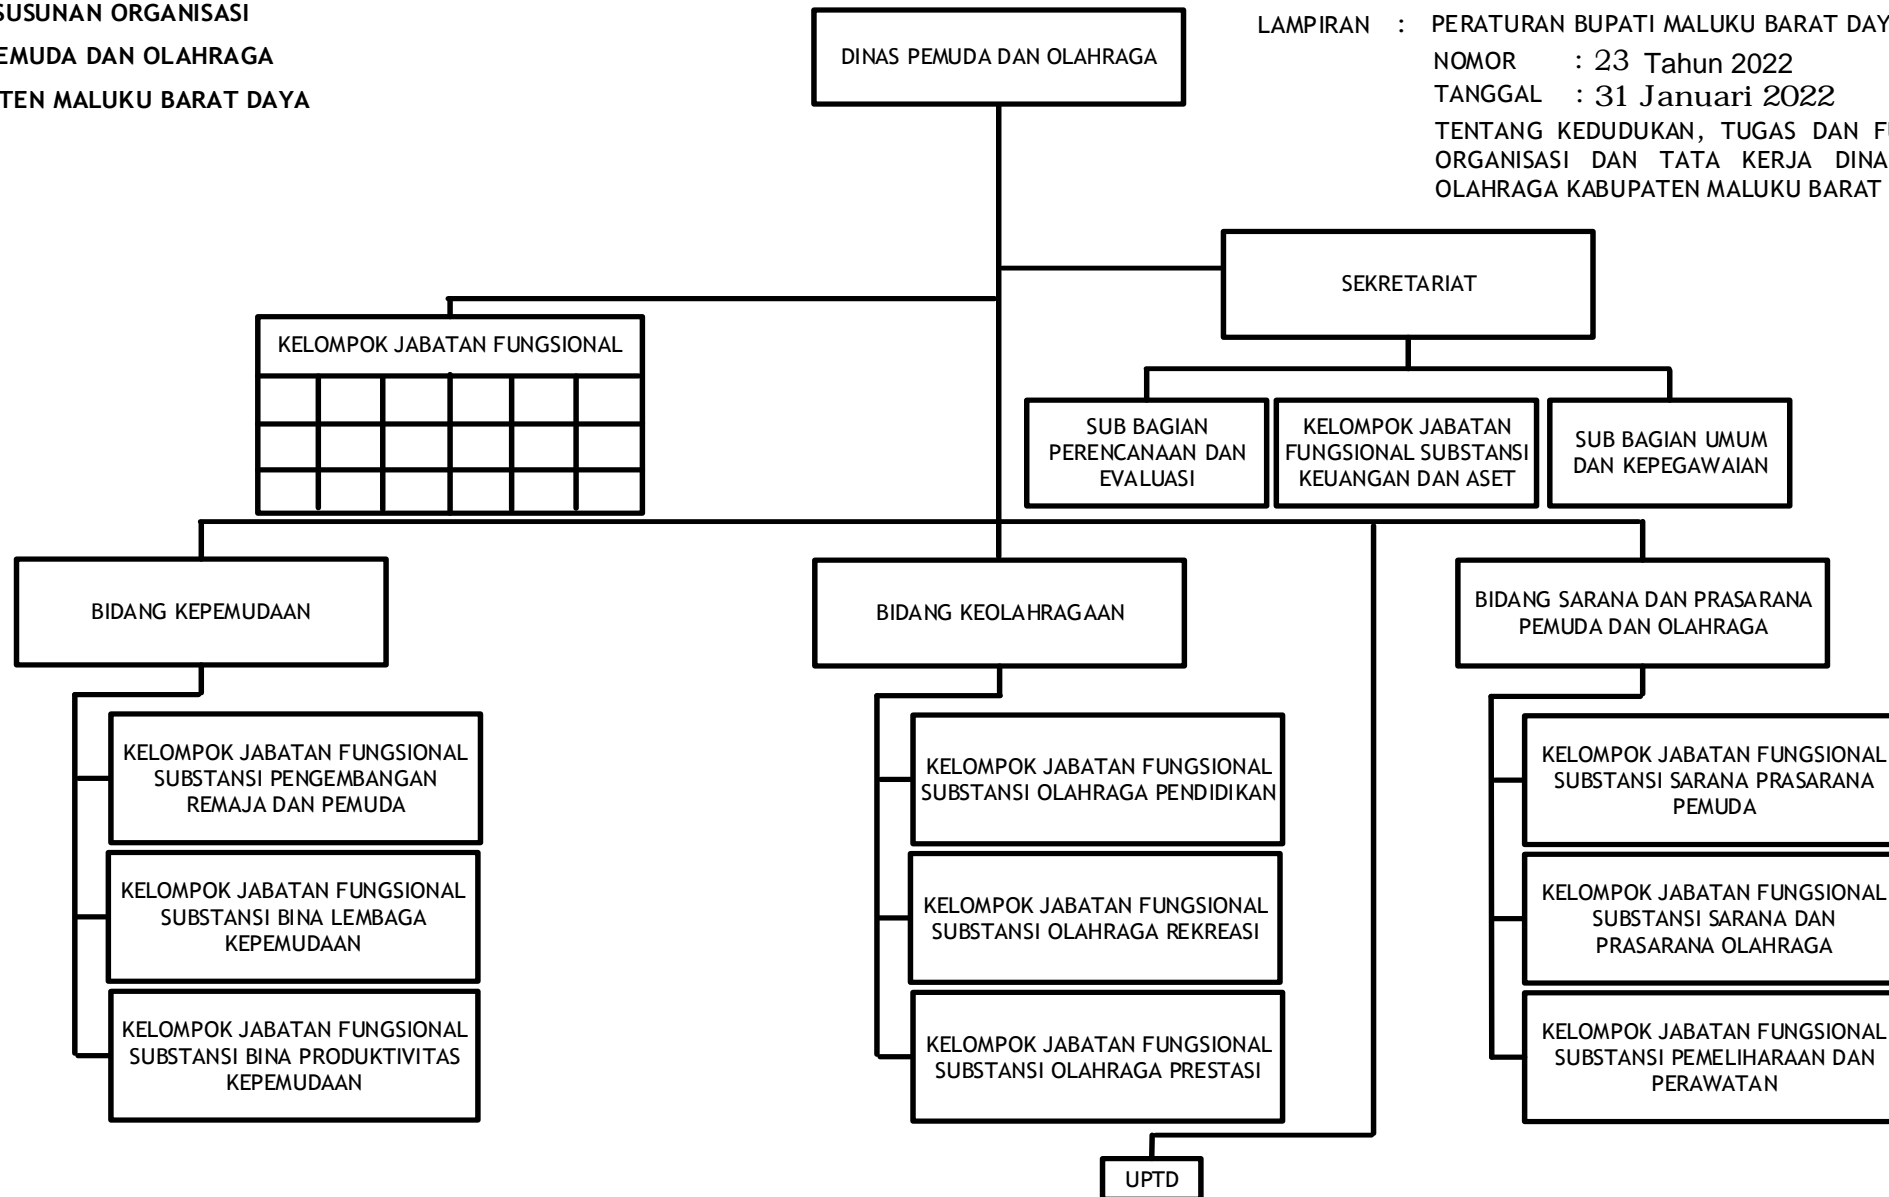 SUSUNAN ORGANISASI
PEMUDA DAN OLAHRAGA
MALUKU BARAT DAYA
DINAS PEMUDA DAN OLAHRAGA
LAMPIRAN : PERATURAN BUPATI MALUKU BARAT
NOMOR : 23 Tahun 2022
TANGGAL : 31 Januari 2022
TENTANG KEDUDUKAN, TUGAS DAN
ORGANISASI DAN TATA KERJA
OLAHRAGA KABUPATEN MALUKU BARAT
SEKRETARIAT
KELOMPOK JABATAN FUNGSIONAL
SUB BAGIAN
PERENCANAAN DAN
EVALUASI
KELOMPOK JABATAN
FUNGSIONAL SUBSTANSI
KEUANGAN DAN ASET
SUB BAGIAN UMUM
DAN KEPEGAWAIAN
BIDANG KEPEMUDAAN
BIDANG KEOLAHRAGAAN
BIDANG SARANA DAN PRASARANA
PEMUDA DAN OLAHRAGA
KELOMPOK JABATAN FUNGSIONAL
SUBSTANSI PENGEMBANGAN
REMAJA DAN PEMUDA
KELOMPOK JABATAN FUNGSIONAL
SUBSTANSI BINA LEMBAGA
KEPEMUDAAN
KELOMPOK JABATAN FUNGSIONAL
SUBSTANSI BINA PRODUKTIVITAS
KEPEMUDAAN
KELOMPOK JABATAN FUNGSIONAL
SUBSTANSI OLAHRAGA PENDIDIKAN
KELOMPOK JABATAN FUNGSIONAL
SUBSTANSI OLAHRAGA REKREASI
KELOMPOK JABATAN FUNGSIONAL
SUBSTANSI OLAHRAGA PRESTASI
KELOMPOK JABATAN FUNGSIONAL
SUBSTANSI SARANA PRASARANA
PEMUDA
KELOMPOK JABATAN FUNGSIONAL
SUBSTANSI SARANA DAN
PRASARANA OLAHRAGA
KELOMPOK JABATAN FUNGSIONAL
SUBSTANSI PEMELIHARAAN DAN
PERAWATAN
UPTD